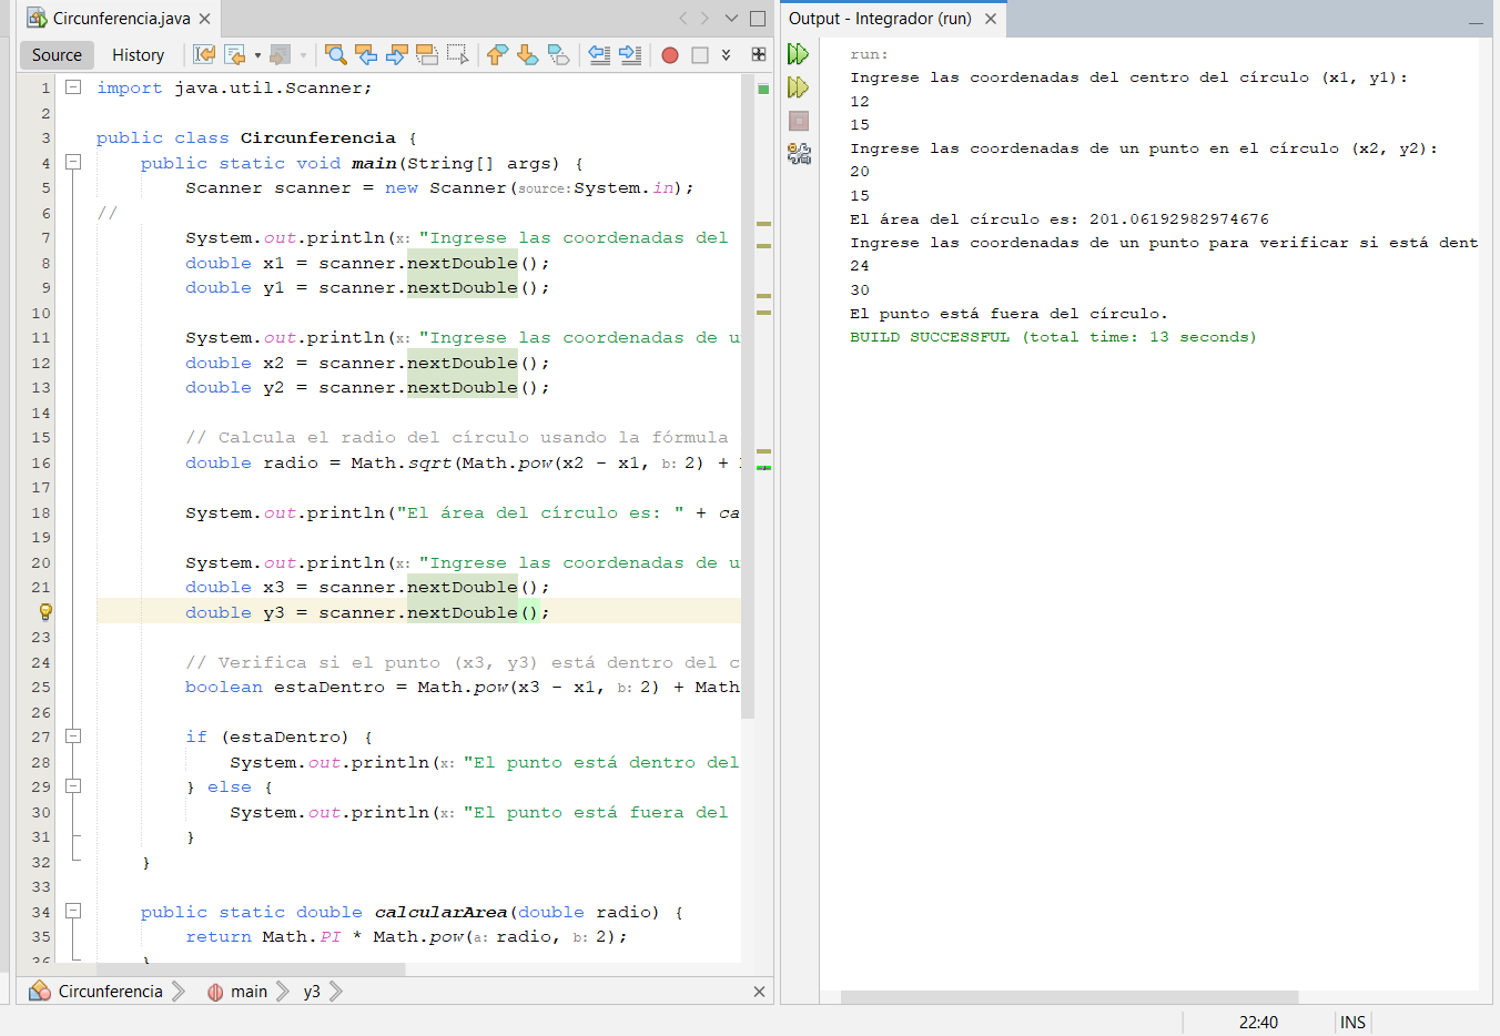 Circunferencia.java
Output - Integrador (run)
Source
History
1 import java.util.Scanner;
2
3 public class Circunferencia {
4 public static void main(String[] args) {
5 Scanner scanner = new Scanner(source:System.in);
6 //
7 System.out.println(x: "Ingrese las coordenadas del
8 double x1 = scanner.nextDouble();
9 double y1 = scanner.nextDouble();
10
11 System.out.println(x: "Ingrese las coordenadas de u
12 double x2 = scanner.nextDouble();
13 double y2 = scanner.nextDouble();
14
15 // Calcula el radio del círculo usando la fórmula
16 double radio = Math.sqrt(Math.pow(x2 - x1, b: 2) +
17
18 System.out.println("El área del círculo es: " + ca
19
20 System.out.println(x: "Ingrese las coordenadas de u
21 double x3 = scanner.nextDouble();
double y3 = scanner.nextDouble();
23
24 // Verifica si el punto (x3, y3) está dentro del c
25 boolean estaDentro = Math.pow(x3 - x1, b: 2) + Math
26
27 if (estaDentro) {
28 System.out.println(x: "El punto está dentro del
29 } else {
30 System.out.println(x: "El punto está fuera del
31 }
32 }
33
34 public static double calcularArea(double radio) {
35 return Math.PI * Math.pow(a: radio, b: 2);
36 }
Circunferencia
main
y3
run:
Ingrese las coordenadas del centro del círculo (x1, y1):
12
15
Ingrese las coordenadas de un punto en el círculo (x2, y2):
20
15
El área del círculo es: 201.06192982974676
Ingrese las coordenadas de un punto para verificar si está dent
24
30
El punto está fuera del círculo.
BUILD SUCCESSFUL (total time: 13 seconds)
22:40
INS